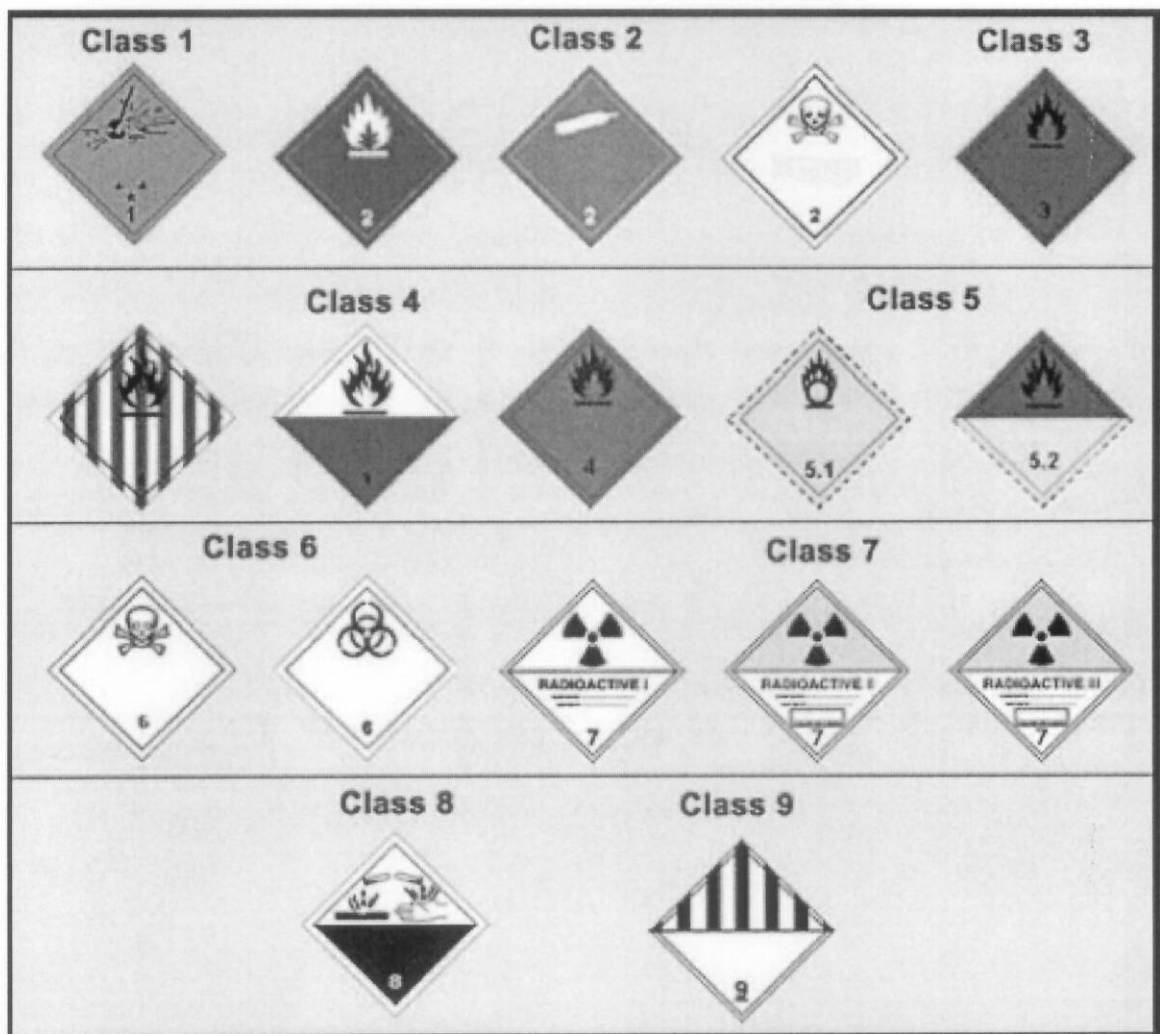 Class 1
Class 2
Class 3
1
2
2
2
3
Class 4
Class 5
4
5.1
5.2
Class 6
Class 7
6
6
RADIOACTIVE I
7
RADIOACTIVE II
7
RADIOACTIVE III
7
Class 8
Class 9
8
9